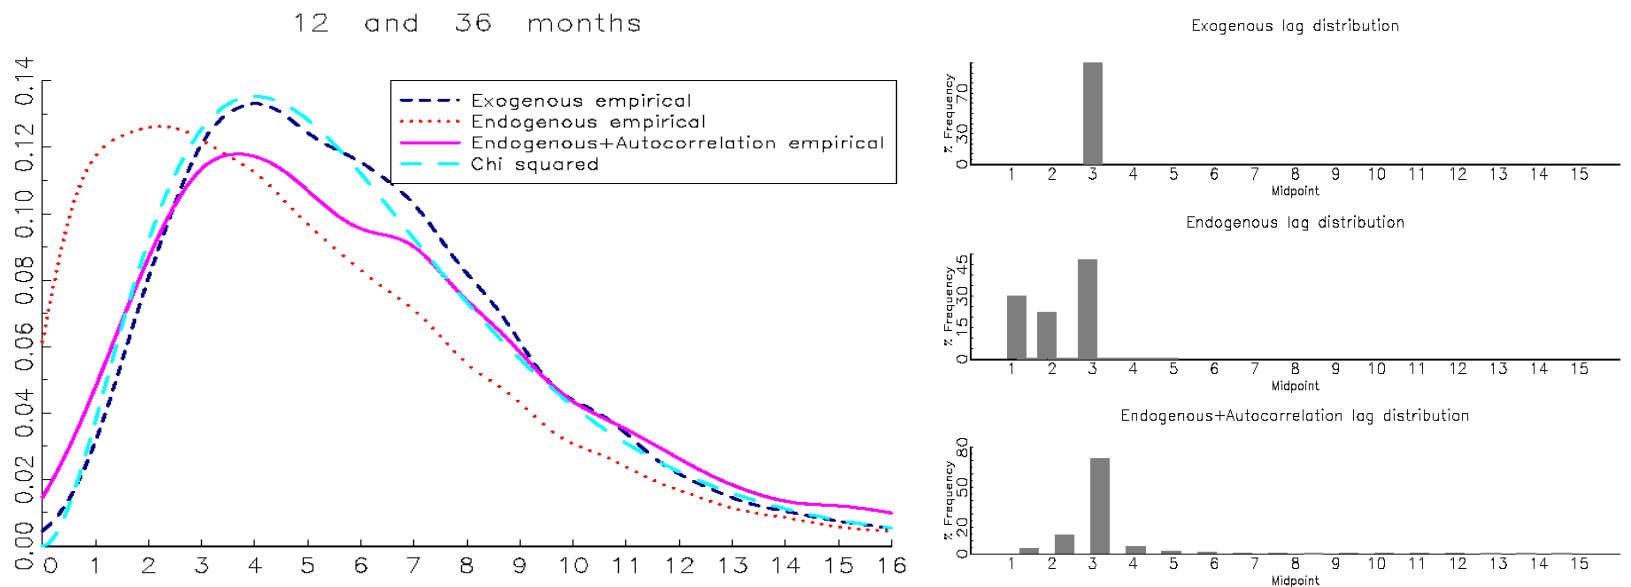 12 and 36 months
0.14
0.12
0.10
0.08
0.06
0.04
0.02
0.00
Exogenous empirical
Endogenous empirical
Endogenous+Autocorrelation empirical
Chi squared
0 1 2 3 4 5 6 7 8 9 10 11 12 13 14 15 16
Exogenous lag distribution
% Frequency
70
30
0
1 2 3 4 5 6 7 8 9 10 11 12 13 14 15
Midpoint
Endogenous lag distribution
% Frequency
45
30
15
0
1 2 3 4 5 6 7 8 9 10 11 12 13 14 15
Midpoint
Endogenous+Autocorrelation lag distribution
% Frequency
80
50
20
0
1 2 3 4 5 6 7 8 9 10 11 12 13 14 15
Midpoint